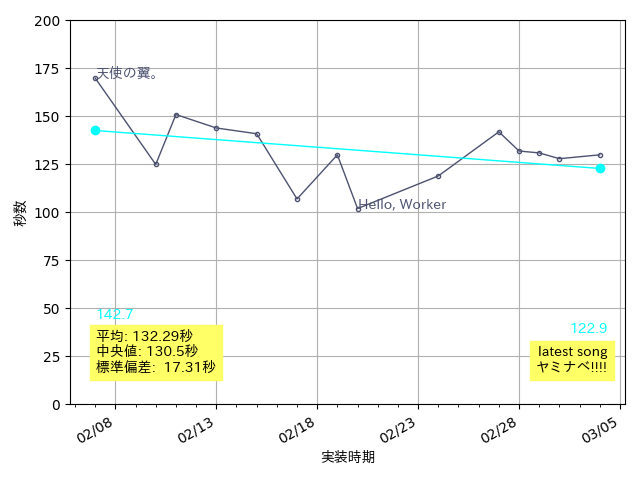 200
175
150
125
100
75
50
25
0
秒数
天使の翼。
Hello, Worker
142.7
平均: 132.29秒
中央値: 130.5秒
標準偏差: 17.31秒
122.9
latest song
ヤミナベ!!!!
02/08
02/13
02/18
02/23
02/28
03/05
実装時期